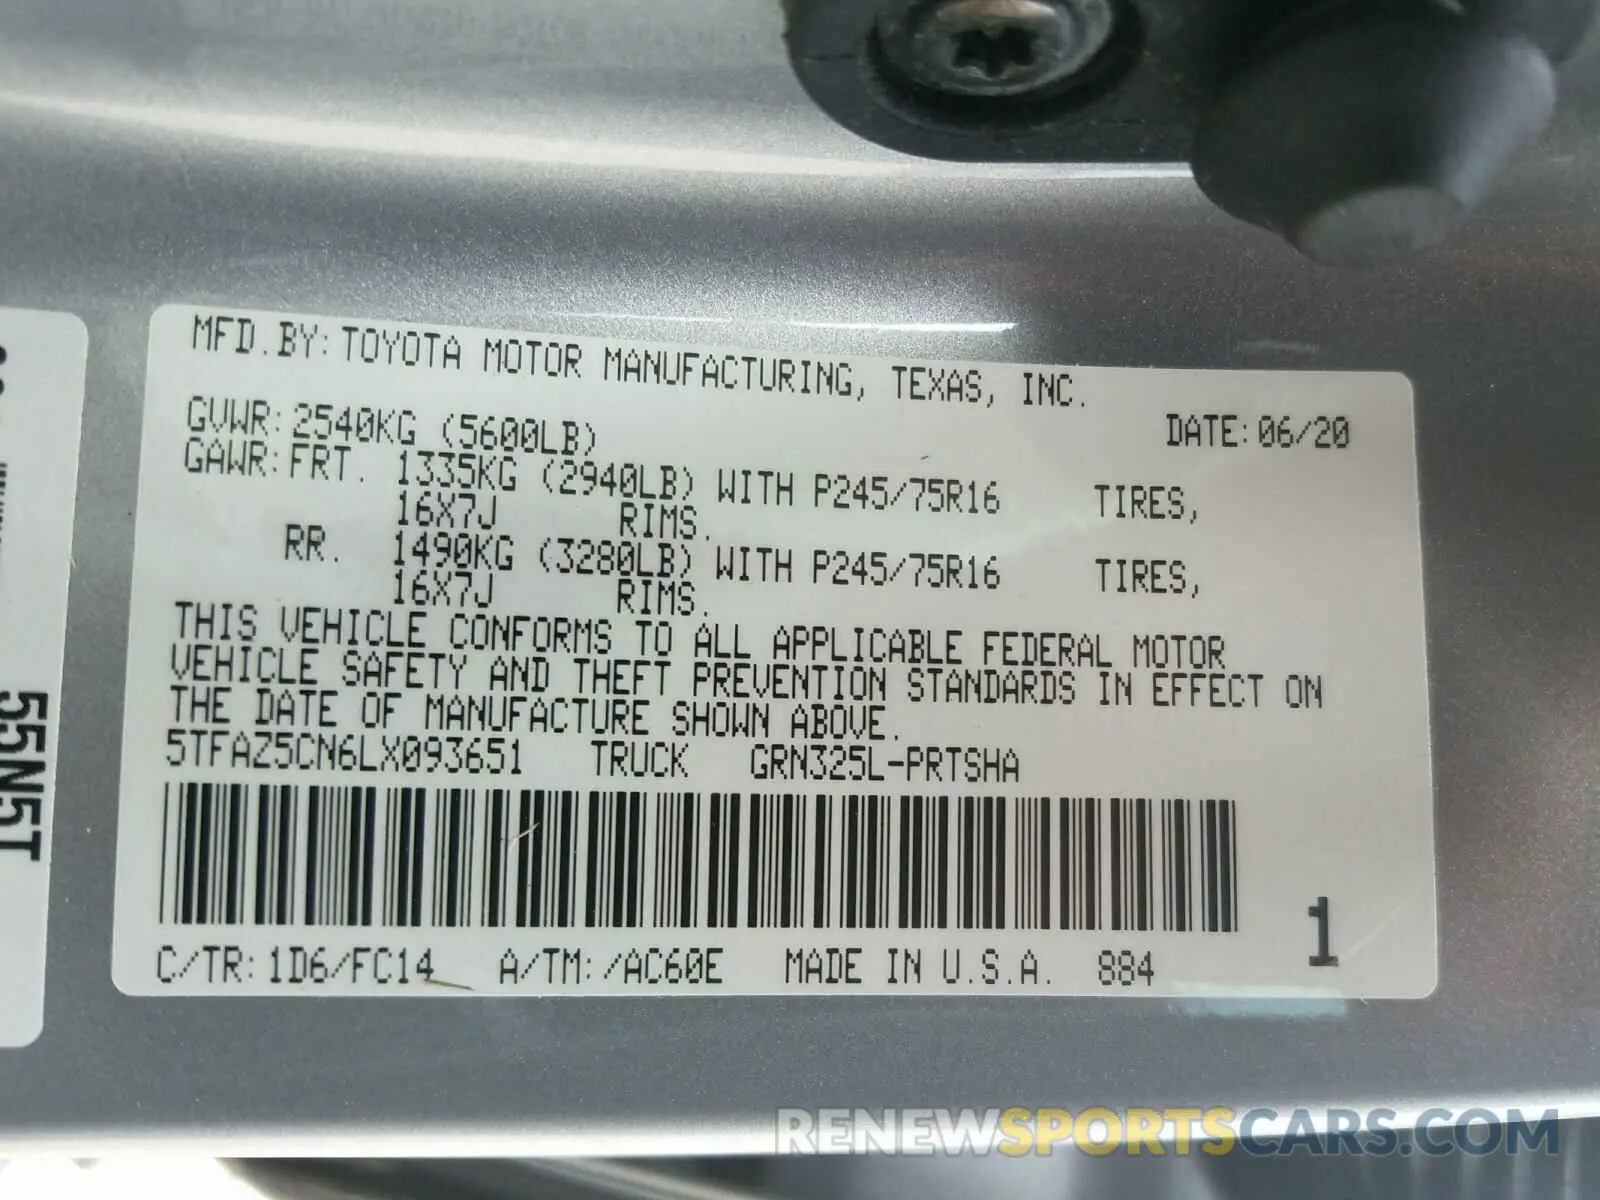 MFD.BY:TOYOTA MOTOR MANUFACTURING, TEXAS, INC.
GVWR:2540KG (5600LB) DATE:06/20
GAWR:FRT. 1335KG (2940LB) WITH P245/75R16 TIRES,
16X7J RIMS.
RR. 1490KG (3280LB) WITH P245/75R16 TIRES,
16X7J RIMS.
THIS VEHICLE CONFORMS TO ALL APPLICABLE FEDERAL MOTOR
VEHICLE SAFETY AND THEFT PREVENTION STANDARDS IN EFFECT ON
THE DATE OF MANUFACTURE SHOWN ABOVE.
5TFAZ5CN6LX093651 TRUCK GRN325L-PRTSHA
1
C/TR:1D6/FC14 A/TM:/AC60E MADE IN U.S.A. 884
55N5T
RENEWSPORTSCARS.COM